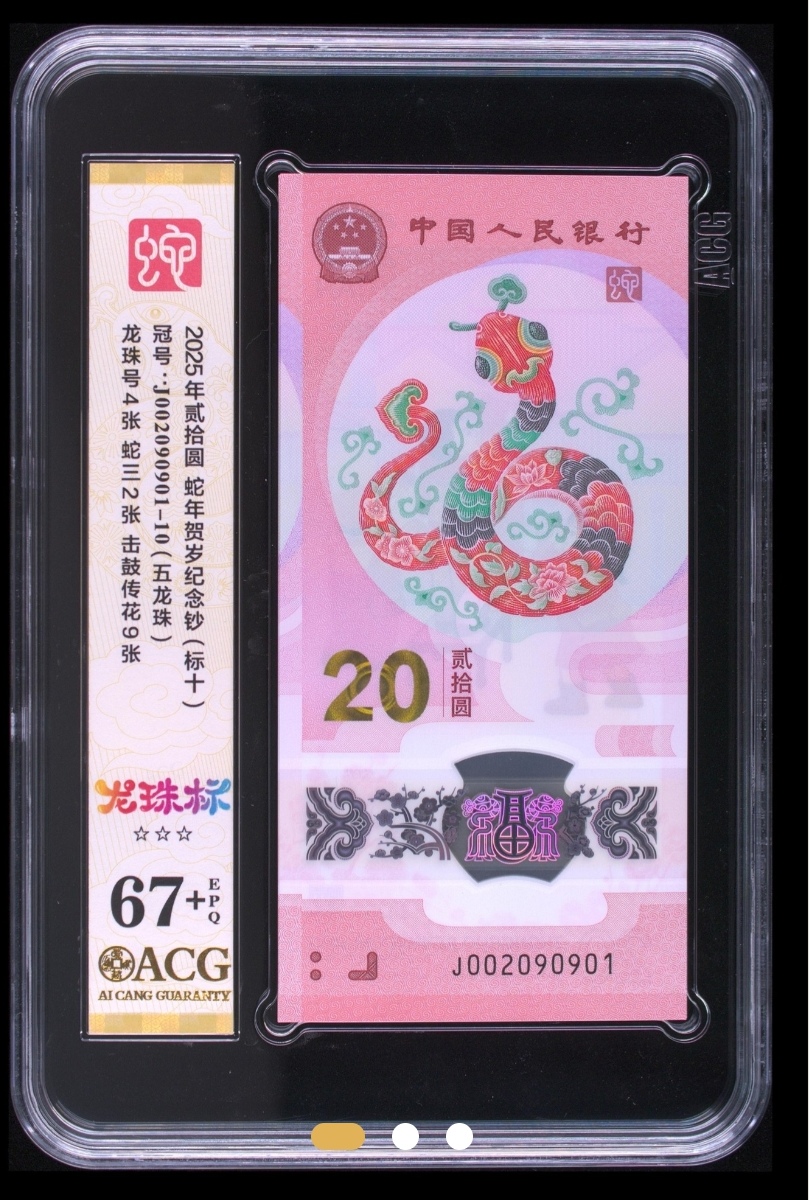 蛇
2025年贰拾圆 蛇年贺岁纪念钞（标十）
冠号：J002090901-10（五龙珠）
龙珠号4张 蛇三2张 击鼓传花9张
龙珠标
☆☆☆
67+EPQ
ACG
AI CANG GUARANTY
中国人民银行
蛇
20
贰拾圆
福
J002090901
ACG